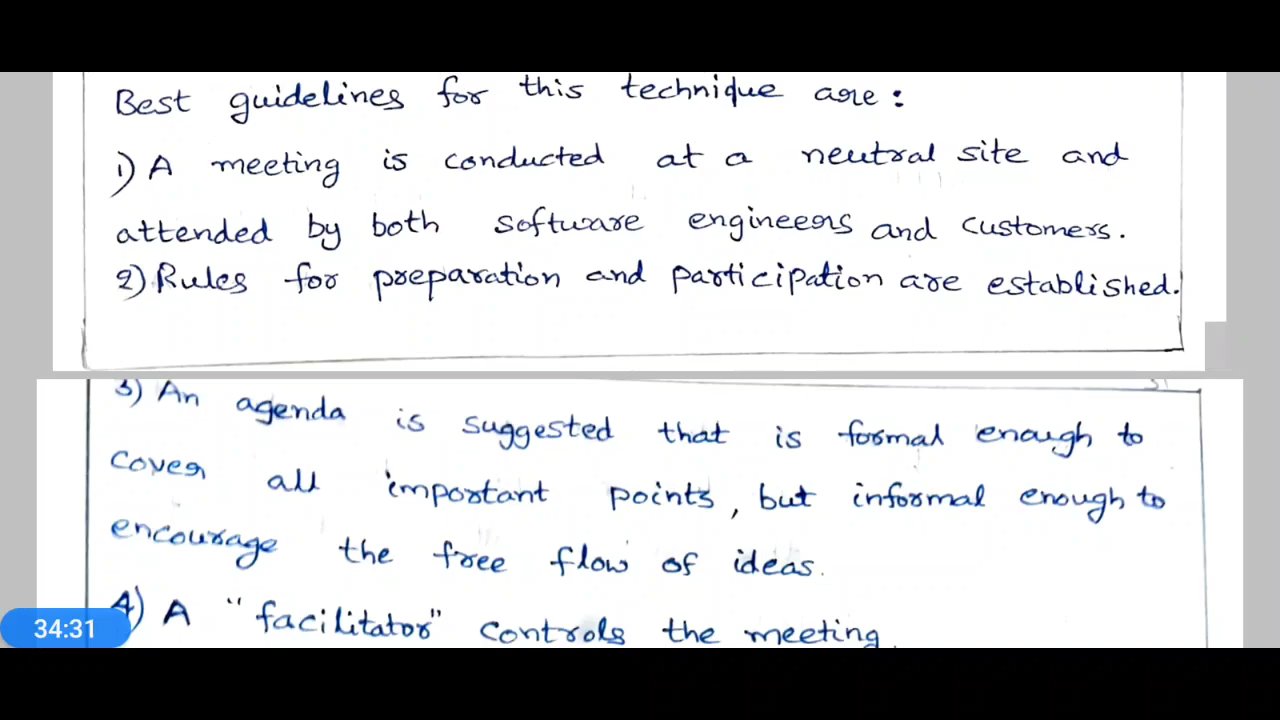 Best guidelines for this technique are:
1) A meeting is conducted at a neutral site and
attended by both software engineers and customers.
2) Rules for preparation and participation are established.
3) An agenda is suggested that is formal enough to
cover all important points, but informal enough to
encourage the free flow of ideas.
4) A "facilitator" controls the meeting.
34:31